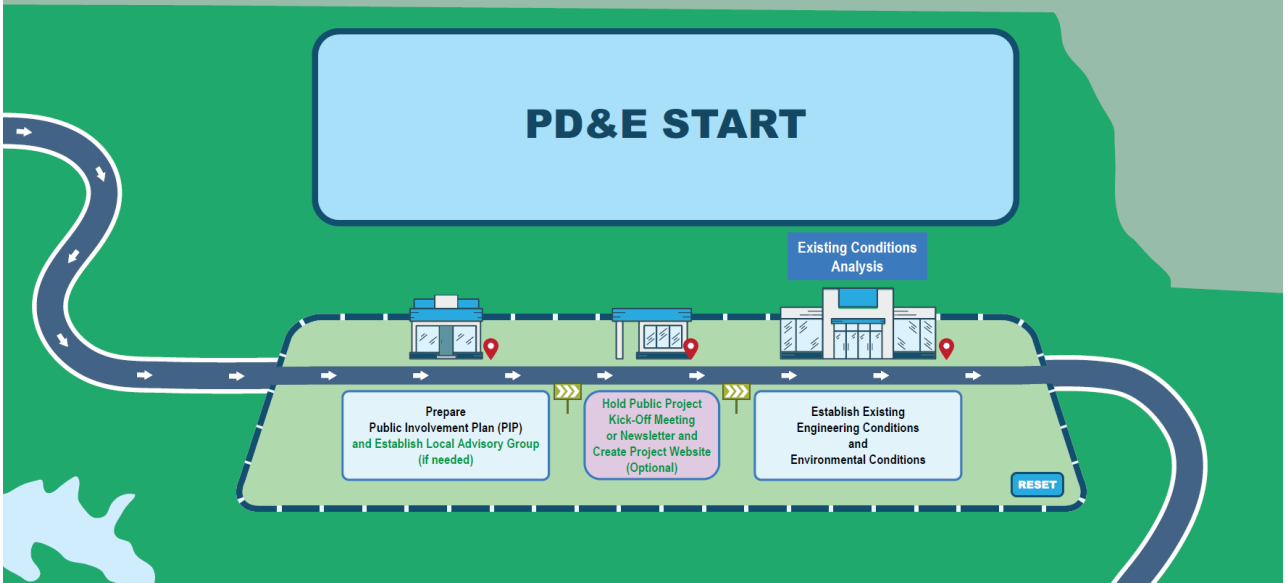 PD&E START
Existing Conditions
Analysis
Prepare
Public Involvement Plan (PIP)
and Establish Local Advisory Group
(if needed)
Hold Public Project
Kick-Off Meeting
or Newsletter and
Create Project Website
(Optional)
Establish Existing
Engineering Conditions
and
Environmental Conditions
RESET